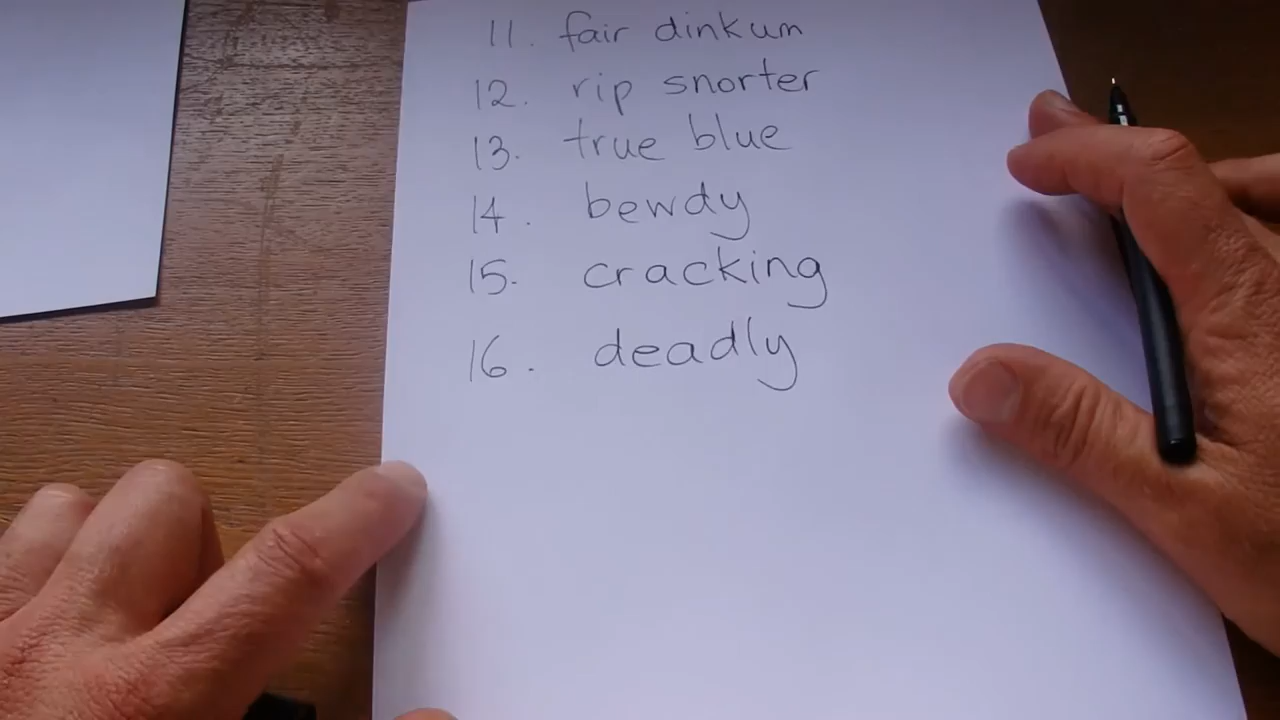 11. fair dinkum
12. rip snorter
13. true blue
14. bewdy
15. cracking
16. deadly